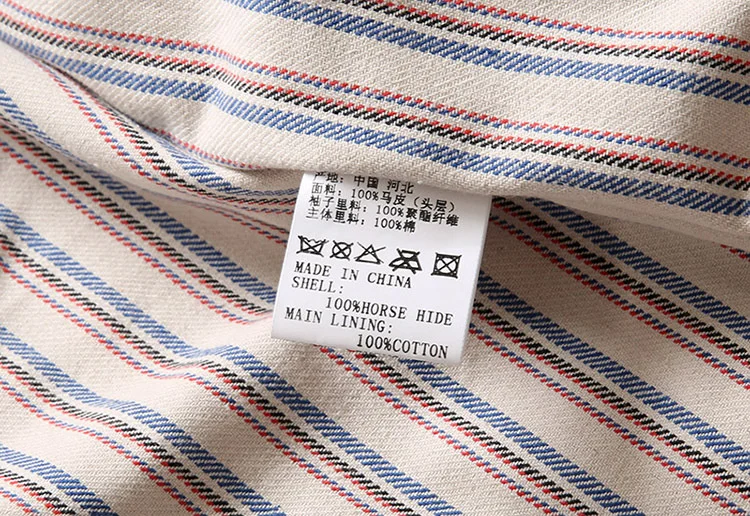 产地: 中国 河北
面料: 100%马皮 (头层)
袖子里料: 100%聚酯纤维
主体里料: 100%棉
MADE IN CHINA
SHELL:
100%HORSE HIDE
MAIN LINING:
100%COTTON